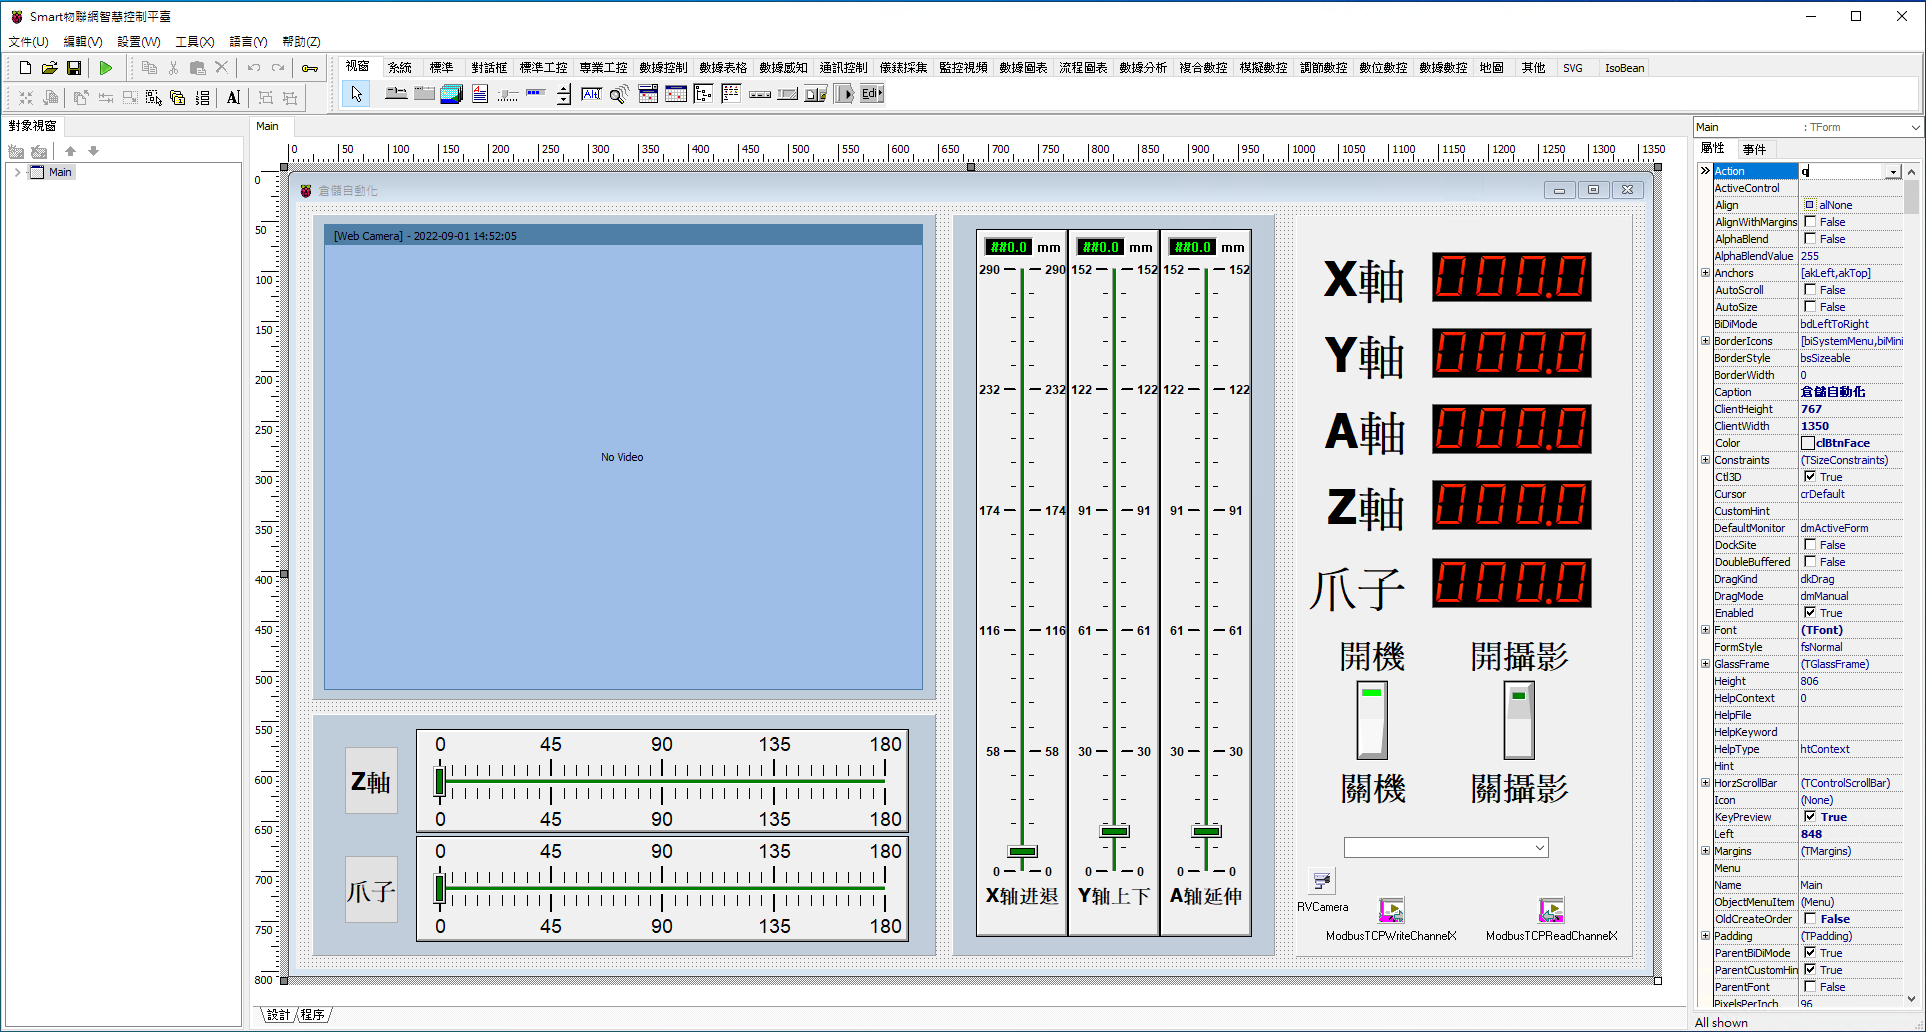 Smart物聯網智慧控制平臺
文件(U) 編輯(V) 設置(W) 工具(X) 語言(Y) 帮助(Z)
視窗 系統 標準 對話框 標準工控 專業工控 數據控制 數據表格 數據感知 通訊控制 儀錶採集 監控視頻 數據圖表 流程圖表 數據分析 複合數控 模擬數控 調節數控 數位數控 數據數控 地圖 其他 SVG IsoBean
對象視窗
Main
Main
0 50 100 150 200 250 300 350 400 450 500 550 600 650 700 750 800 850 900 950 1000 1050 1100 1150 1200 1250 1300 1350
0
50
100
150
200
250
300
350
400
450
500
550
600
650
700
750
800
倉儲自動化
[Web Camera] - 2022-09-01 14:52:05
No Video
Z軸
0 45 90 135 180
0 45 90 135 180
爪子
0 45 90 135 180
0 45 90 135 180
##0.0 mm ##0.0 mm ##0.0 mm
290 290 152 152 152 152
232 232 122 122 122 122
174 174 91 91 91 91
116 116 61 61 61 61
58 58 30 30 30 30
0 0 0 0 0 0
X轴进退 Y轴上下 A轴延伸
X軸 000.0
Y軸 000.0
A軸 000.0
Z軸 000.0
爪子 000.0
開機 開攝影
關機 關攝影
RVCamera
ModbusTCPWriteChannelX ModbusTCPReadChannelX
設計 程序
Main : TForm
屬性 事件
Action q
ActiveControl
Align alNone
AlignWithMargins False
AlphaBlend False
AlphaBlendValue 255
Anchors [akLeft,akTop]
AutoScroll False
AutoSize False
BiDiMode bdLeftToRight
BorderIcons [biSystemMenu,biMini
BorderStyle bsSizeable
BorderWidth 0
Caption 倉儲自動化
ClientHeight 767
ClientWidth 1350
Color clBtnFace
Constraints (TSizeConstraints)
Ctl3D True
Cursor crDefault
CustomHint
DefaultMonitor dmActiveForm
DockSite False
DoubleBuffered False
DragKind dkDrag
DragMode dmManual
Enabled True
Font (TFont)
FormStyle fsNormal
GlassFrame (TGlassFrame)
Height 806
HelpContext 0
HelpFile
HelpKeyword
HelpType htContext
Hint
HorzScrollBar (TControlScrollBar)
Icon (None)
KeyPreview True
Left 848
Margins (TMargins)
Menu
Name Main
ObjectMenuItem (Menu)
OldCreateOrder False
Padding (TPadding)
ParentBiDiMode True
ParentCustomHin True
ParentFont False
PixelsPerInch 96
All shown